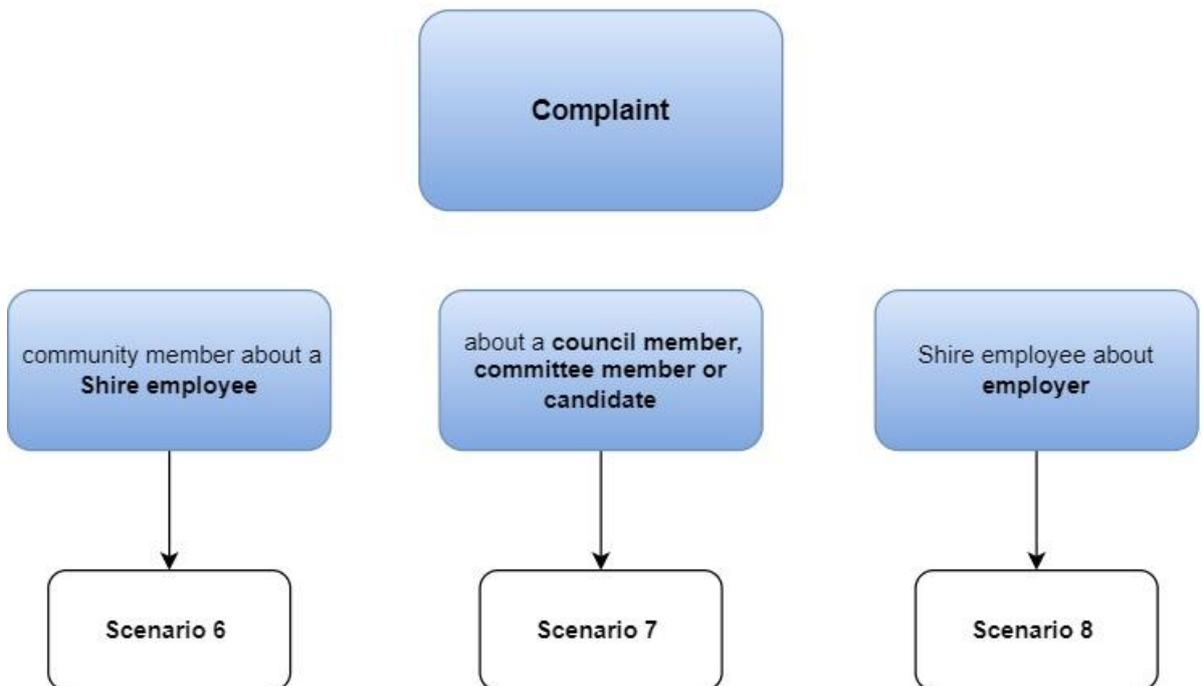 Complaint
community member about a
Shire employee
about a council member,
committee member or
candidate
Shire employee about
employer
Scenario 6
Scenario 7
Scenario 8